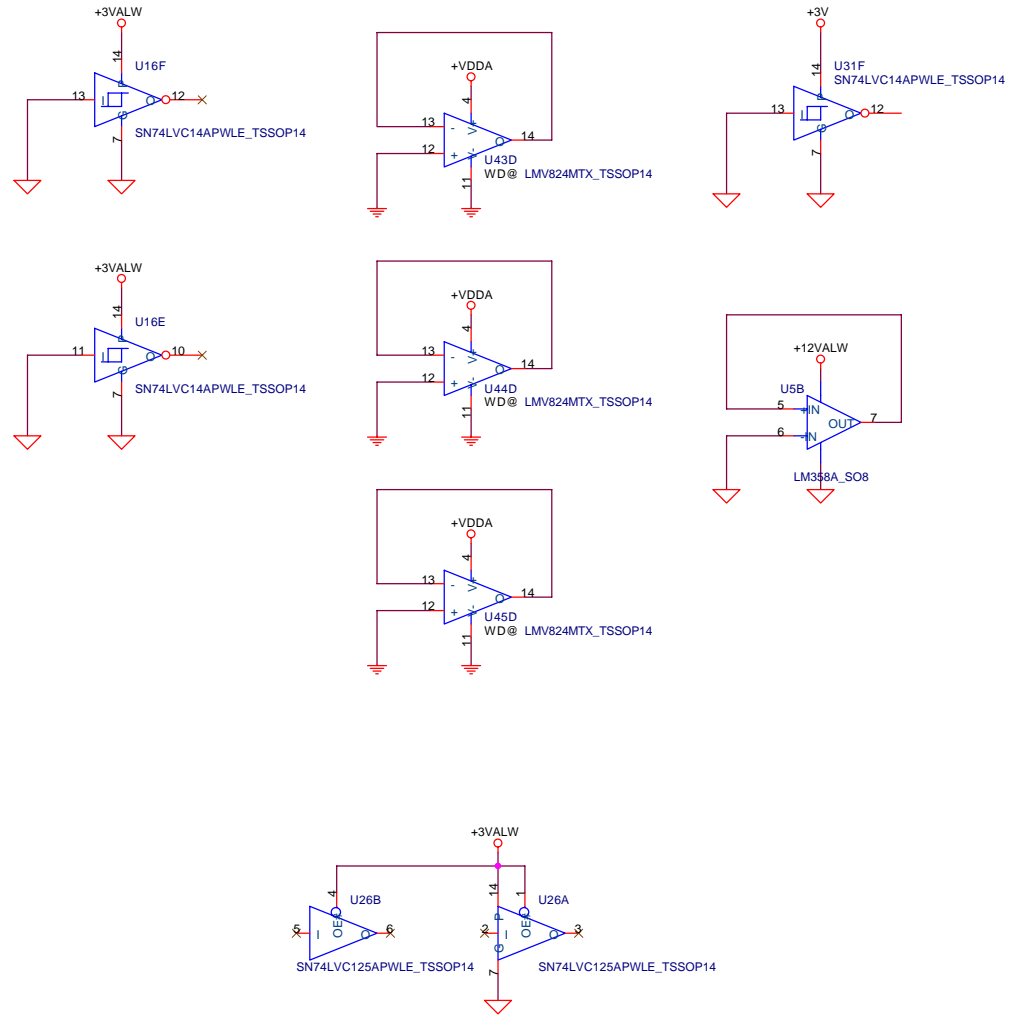 +3VALW
14
U16F
P
13
I
O
12
G
SN74LVC14APWLE_TSSOP14
7
+VDDA
4
13
-
V+
O
14
12
+
V-
U43D
11
WD@ LMV824MTX_TSSOP14
+3V
14
U31F
SN74LVC14APWLE_TSSOP14
P
13
I
O
12
G
7
+3VALW
14
U16E
P
11
I
O
10
G
SN74LVC14APWLE_TSSOP14
7
+VDDA
4
13
-
V+
O
14
12
+
V-
U44D
11
WD@ LMV824MTX_TSSOP14
+12VALW
U5B
5
+IN
OUT
7
6
-IN
LM358A_SO8
+VDDA
4
13
-
V+
O
14
12
+
V-
U45D
11
WD@ LMV824MTX_TSSOP14
+3VALW
4
U26B
OE#
5
I
O
6
SN74LVC125APWLE_TSSOP14
14
1
U26A
P
OE#
2
I
O
3
G
SN74LVC125APWLE_TSSOP14
7